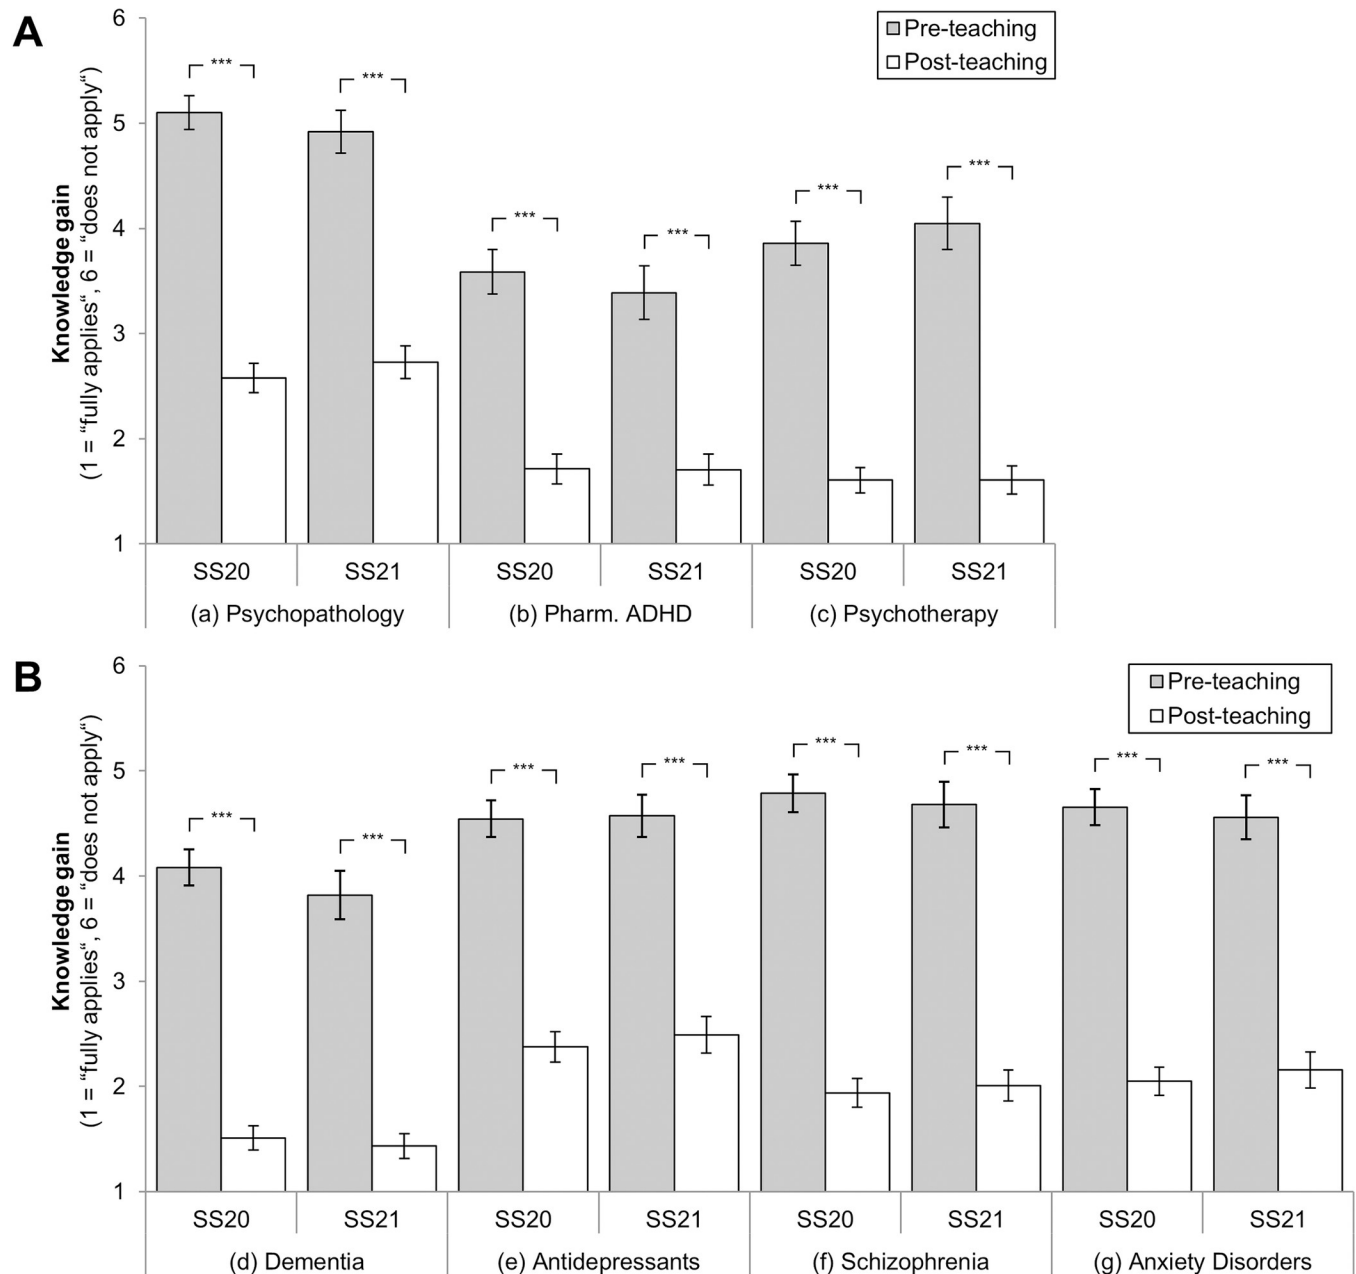 A
Pre-teaching
Post-teaching
Knowledge gain
(1 = “fully applies“, 6 = “does not apply“)
6
5
4
3
2
1
***
***
***
***
***
***
SS20
SS21
SS20
SS21
SS20
SS21
(a) Psychopathology
(b) Pharm. ADHD
(c) Psychotherapy
B
Pre-teaching
Post-teaching
Knowledge gain
(1 = “fully applies“, 6 = “does not apply“)
6
5
4
3
2
1
***
***
***
***
***
***
***
***
SS20
SS21
SS20
SS21
SS20
SS21
SS20
SS21
(d) Dementia
(e) Antidepressants
(f) Schizophrenia
(g) Anxiety Disorders